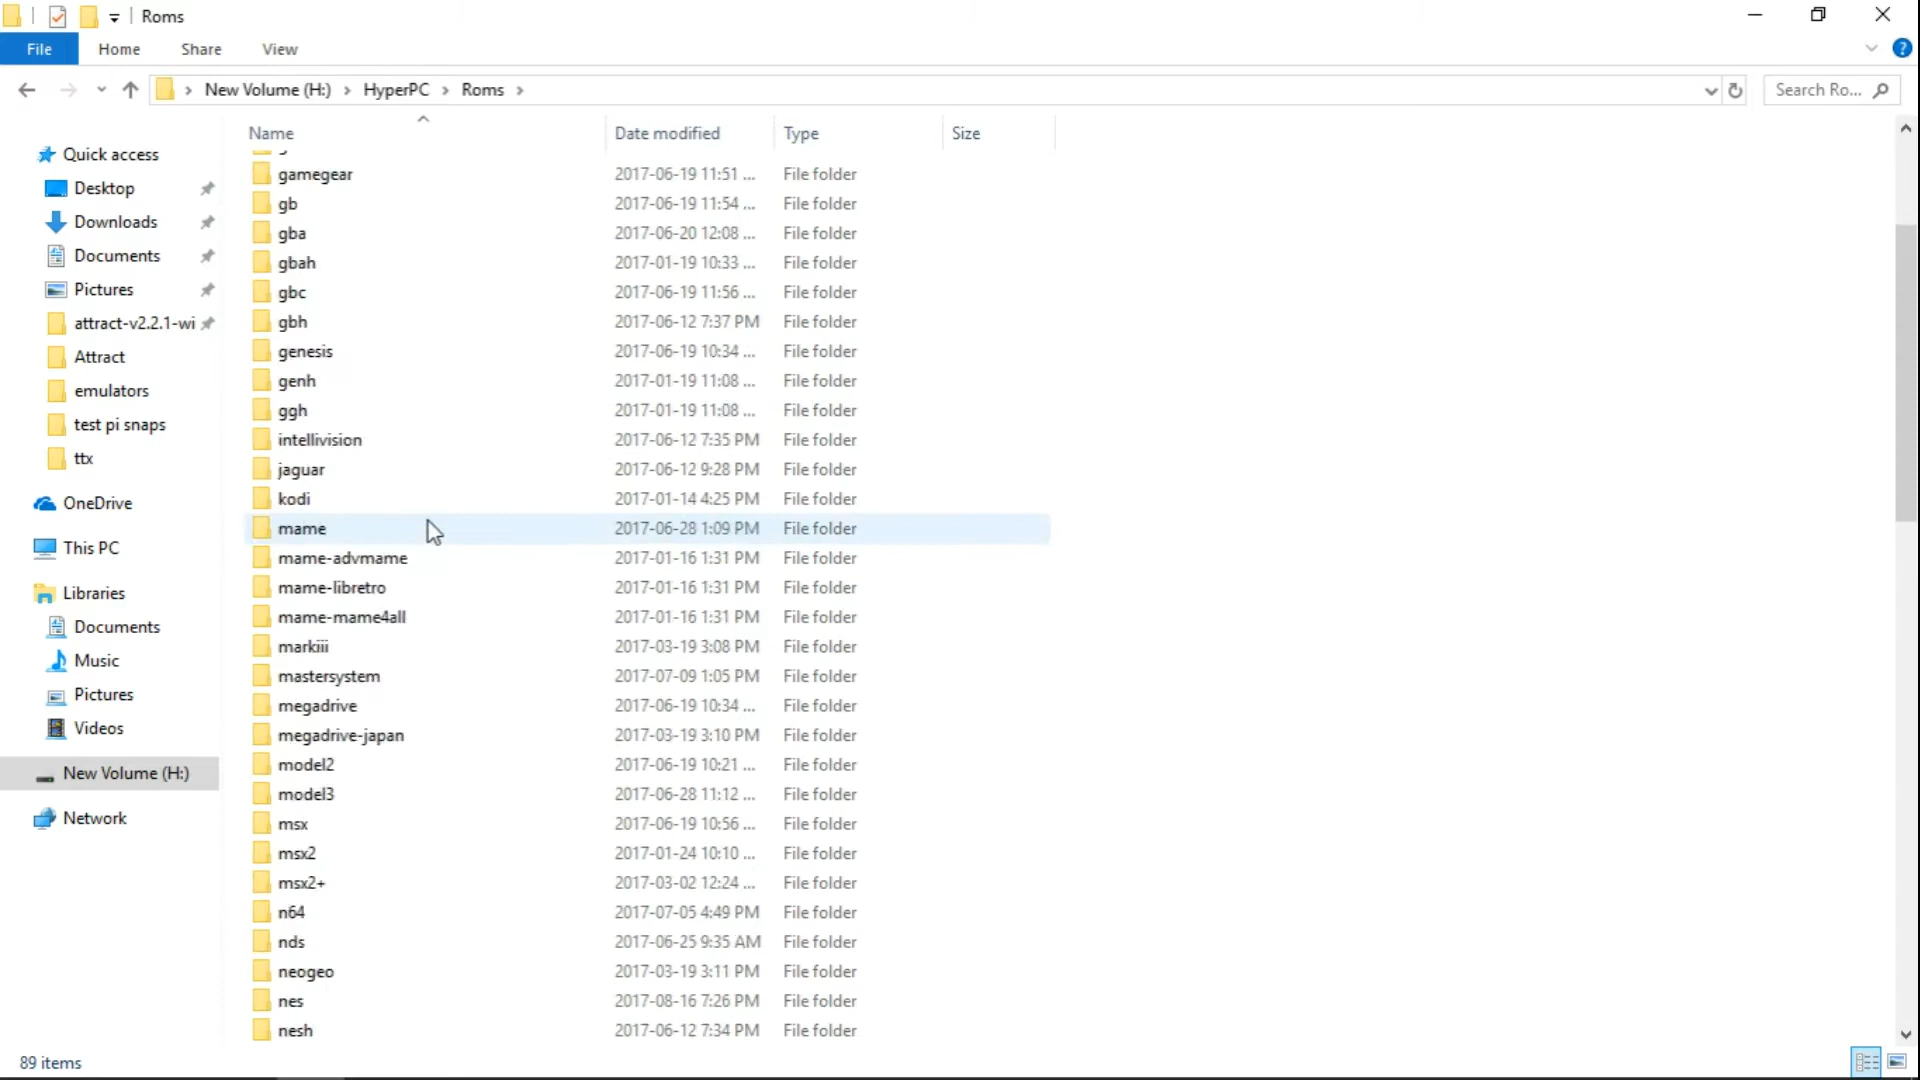 Roms
File Home Share View
New Volume (H:) HyperPC Roms
Search Ro...
Name Date modified Type Size
Quick access
Desktop
Downloads
Documents
Pictures
attract-v2.2.1-wi
Attract
emulators
test pi snaps
ttx
OneDrive
This PC
Libraries
Documents
Music
Pictures
Videos
New Volume (H:)
Network
gamegear 2017-06-19 11:51 ... File folder
gb 2017-06-19 11:54 ... File folder
gba 2017-06-20 12:08 ... File folder
gbah 2017-01-19 10:33 ... File folder
gbc 2017-06-19 11:56 ... File folder
gbh 2017-06-12 7:37 PM File folder
genesis 2017-06-19 10:34 ... File folder
genh 2017-01-19 11:08 ... File folder
ggh 2017-01-19 11:08 ... File folder
intellivision 2017-06-12 7:35 PM File folder
jaguar 2017-06-12 9:28 PM File folder
kodi 2017-01-14 4:25 PM File folder
mame 2017-06-28 1:09 PM File folder
mame-advmame 2017-01-16 1:31 PM File folder
mame-libretro 2017-01-16 1:31 PM File folder
mame-mame4all 2017-01-16 1:31 PM File folder
markiii 2017-03-19 3:08 PM File folder
mastersystem 2017-07-09 1:05 PM File folder
megadrive 2017-06-19 10:34 ... File folder
megadrive-japan 2017-03-19 3:10 PM File folder
model2 2017-06-19 10:21 ... File folder
model3 2017-06-28 11:12 ... File folder
msx 2017-06-19 10:56 ... File folder
msx2 2017-01-24 10:10 ... File folder
msx2+ 2017-03-02 12:24 ... File folder
n64 2017-07-05 4:49 PM File folder
nds 2017-06-25 9:35 AM File folder
neogeo 2017-03-19 3:11 PM File folder
nes 2017-08-16 7:26 PM File folder
nesh 2017-06-12 7:34 PM File folder
89 items